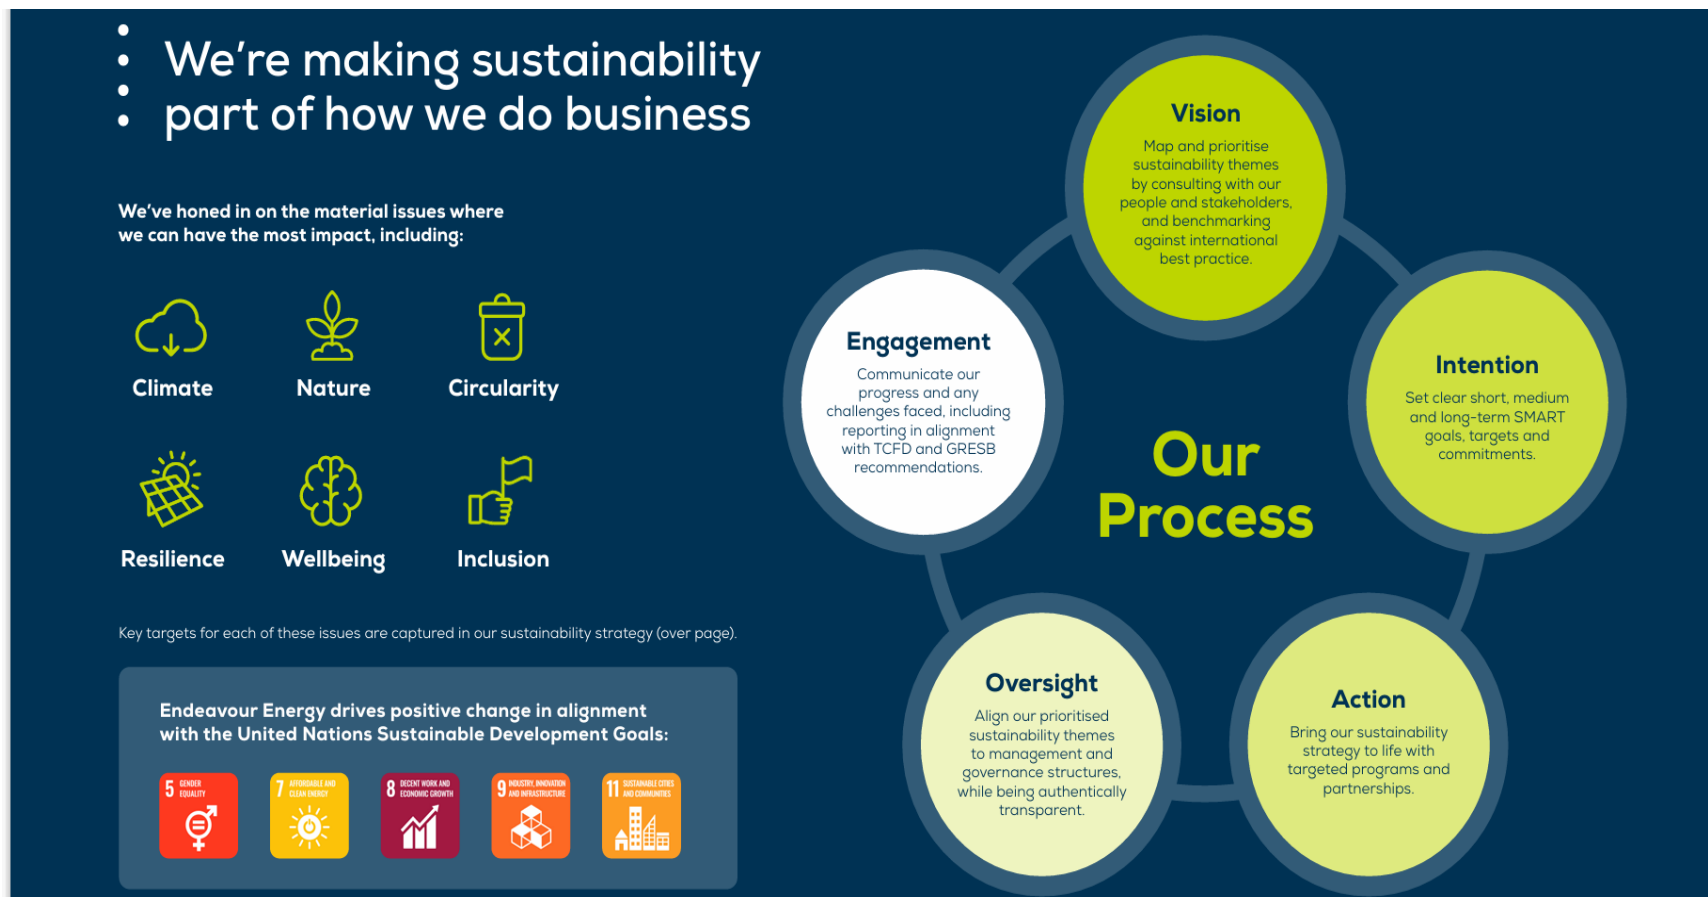 We're making sustainability
part of how we do business
We've honed in on the material issues where
we can have the most impact, including:
Climate
Nature
Circularity
Resilience
Wellbeing
Inclusion
Key targets for each of these issues are captured in our sustainability strategy (over page).
Endeavour Energy drives positive change in alignment
with the United Nations Sustainable Development Goals:
5 GENDER
EQUALITY
7 AFFORDABLE AND
CLEAN ENERGY
8 DECENT WORK AND
ECONOMIC GROWTH
9 INDUSTRY, INNOVATION
AND INFRASTRUCTURE
11 SUSTAINABLE CITIES
AND COMMUNITIES
Our
Process
Vision
Map and prioritise
sustainability themes
by consulting with our
people and stakeholders,
and benchmarking
against international
best practice.
Intention
Set clear short, medium
and long-term SMART
goals, targets and
commitments.
Action
Bring our sustainability
strategy to life with
targeted programs and
partnerships.
Oversight
Align our prioritised
sustainability themes
to management and
governance structures,
while being authentically
transparent.
Engagement
Communicate our
progress and any
challenges faced, including
reporting in alignment
with TCFD and GRESB
recommendations.